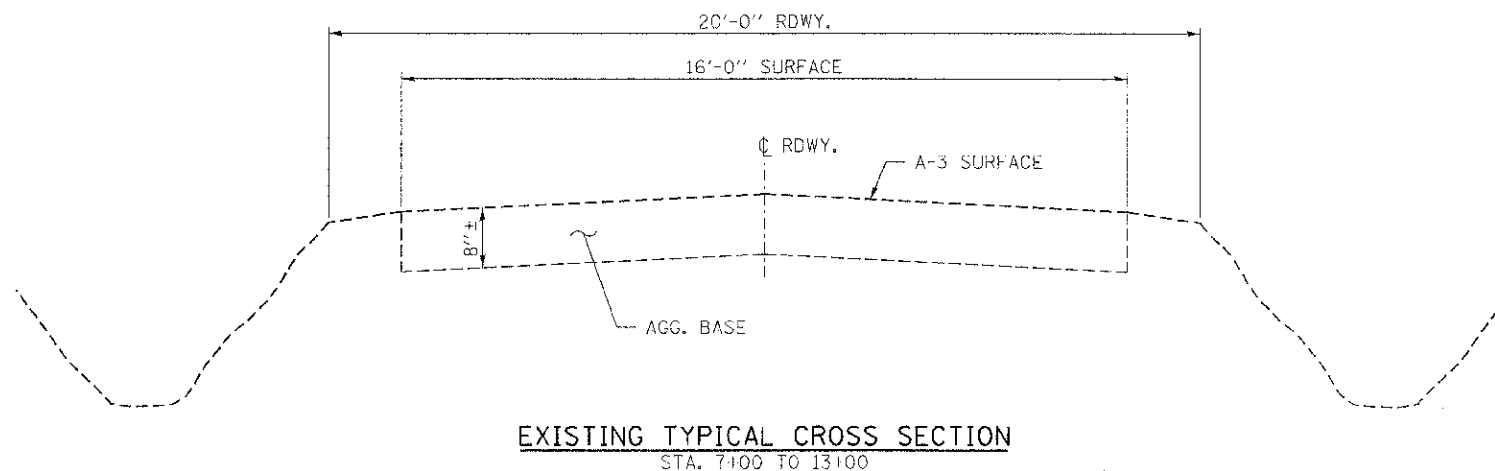 20'-0" RDWY.
16'-0" SURFACE
℄ RDWY.
A-3 SURFACE
8"±
AGG. BASE
EXISTING TYPICAL CROSS SECTION
STA. 7+00 TO 13+00